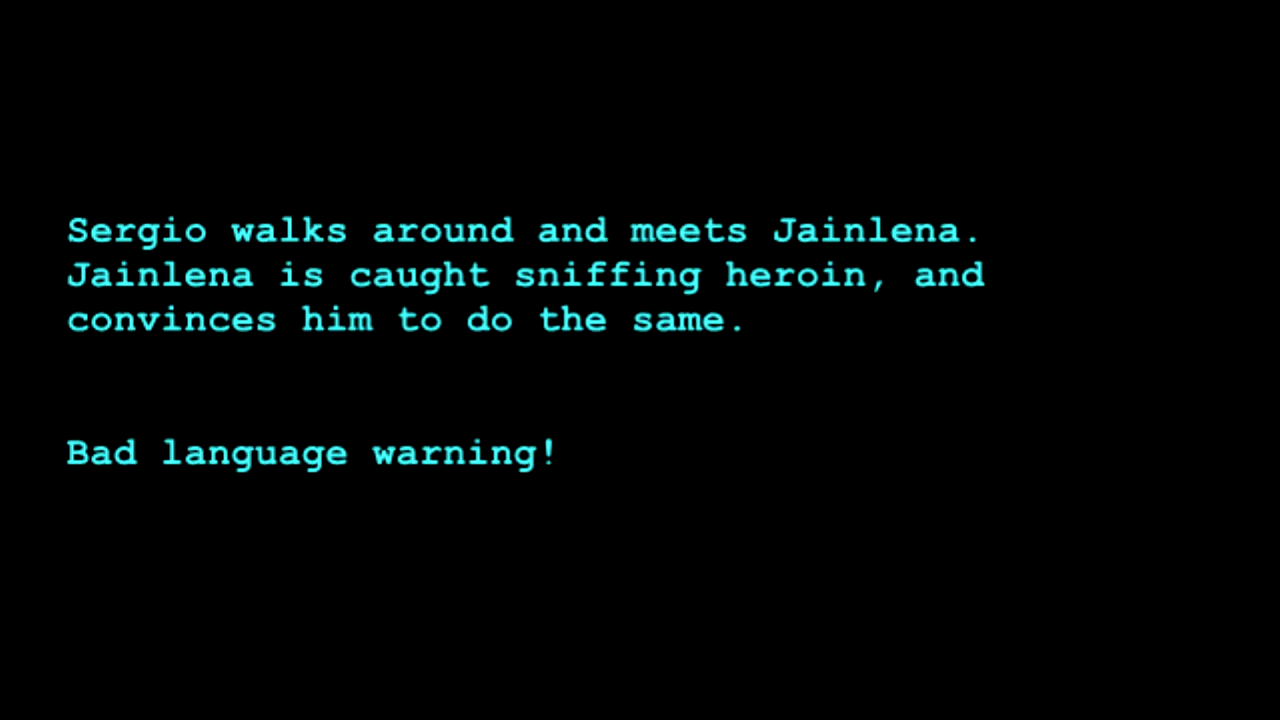 Sergio walks around and meets Jainlena.
Jainlena is caught sniffing heroin, and
convinces him to do the same.
Bad language warning!